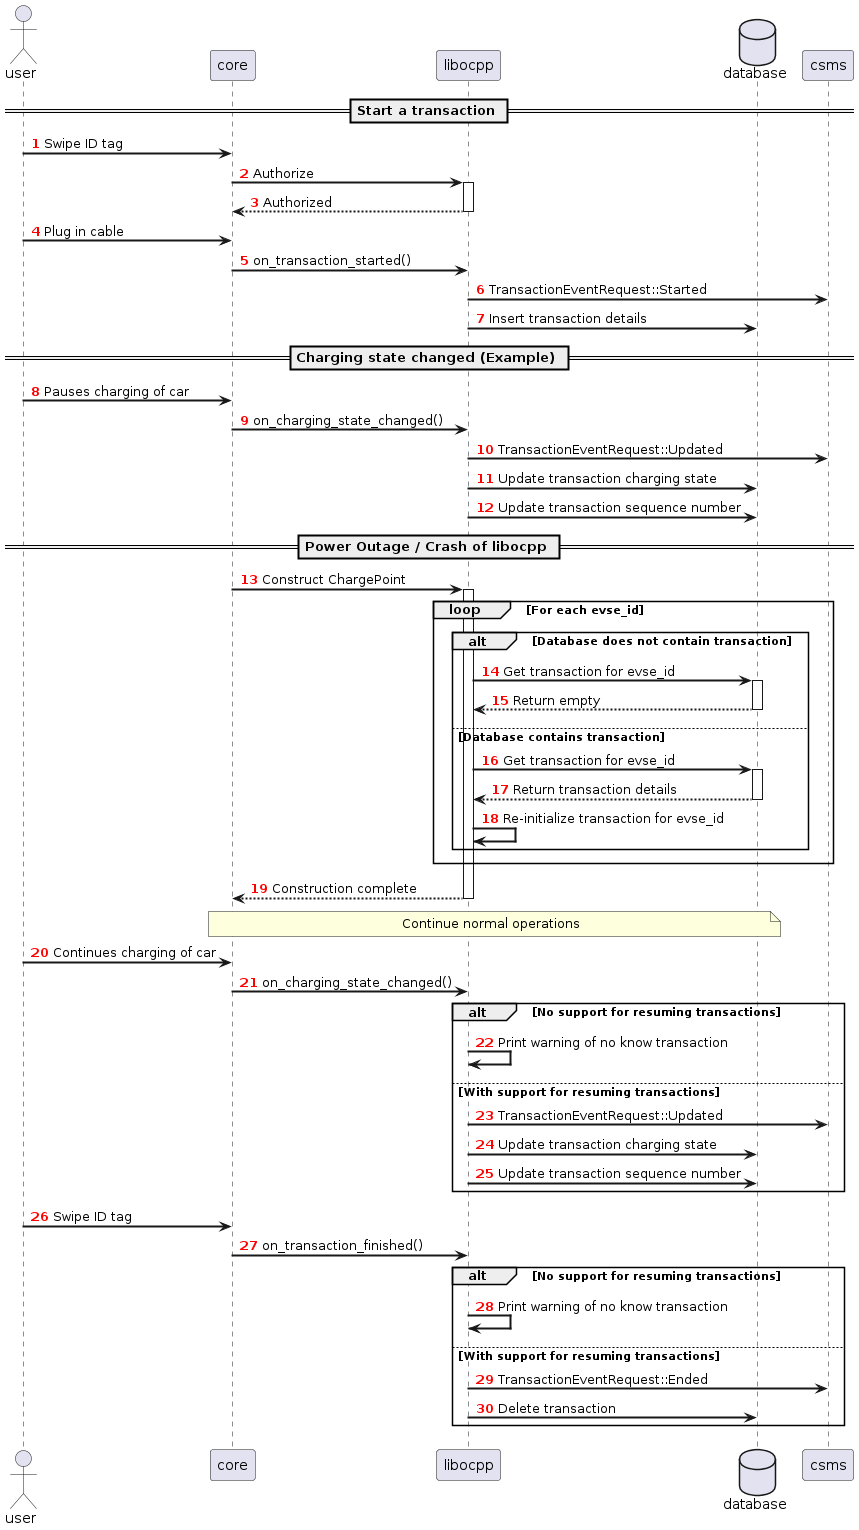 user
core
libocpp
database
csms
Start a transaction
1 Swipe ID tag
2 Authorize
3 Authorized
4 Plug in cable
5 on_transaction_started()
6 TransactionEventRequest::Started
7 Insert transaction details
Charging state changed (Example)
8 Pauses charging of car
9 on_charging_state_changed()
10 TransactionEventRequest::Updated
11 Update transaction charging state
12 Update transaction sequence number
Power Outage / Crash of libocpp
13 Construct ChargePoint
loop [For each evse_id]
alt [Database does not contain transaction]
14 Get transaction for evse_id
15 Return empty
[Database contains transaction]
16 Get transaction for evse_id
17 Return transaction details
18 Re-initialize transaction for evse_id
19 Construction complete
Continue normal operations
20 Continues charging of car
21 on_charging_state_changed()
alt [No support for resuming transactions]
22 Print warning of no know transaction
[With support for resuming transactions]
23 TransactionEventRequest::Updated
24 Update transaction charging state
25 Update transaction sequence number
26 Swipe ID tag
27 on_transaction_finished()
alt [No support for resuming transactions]
28 Print warning of no know transaction
[With support for resuming transactions]
29 TransactionEventRequest::Ended
30 Delete transaction
user
core
libocpp
database
csms